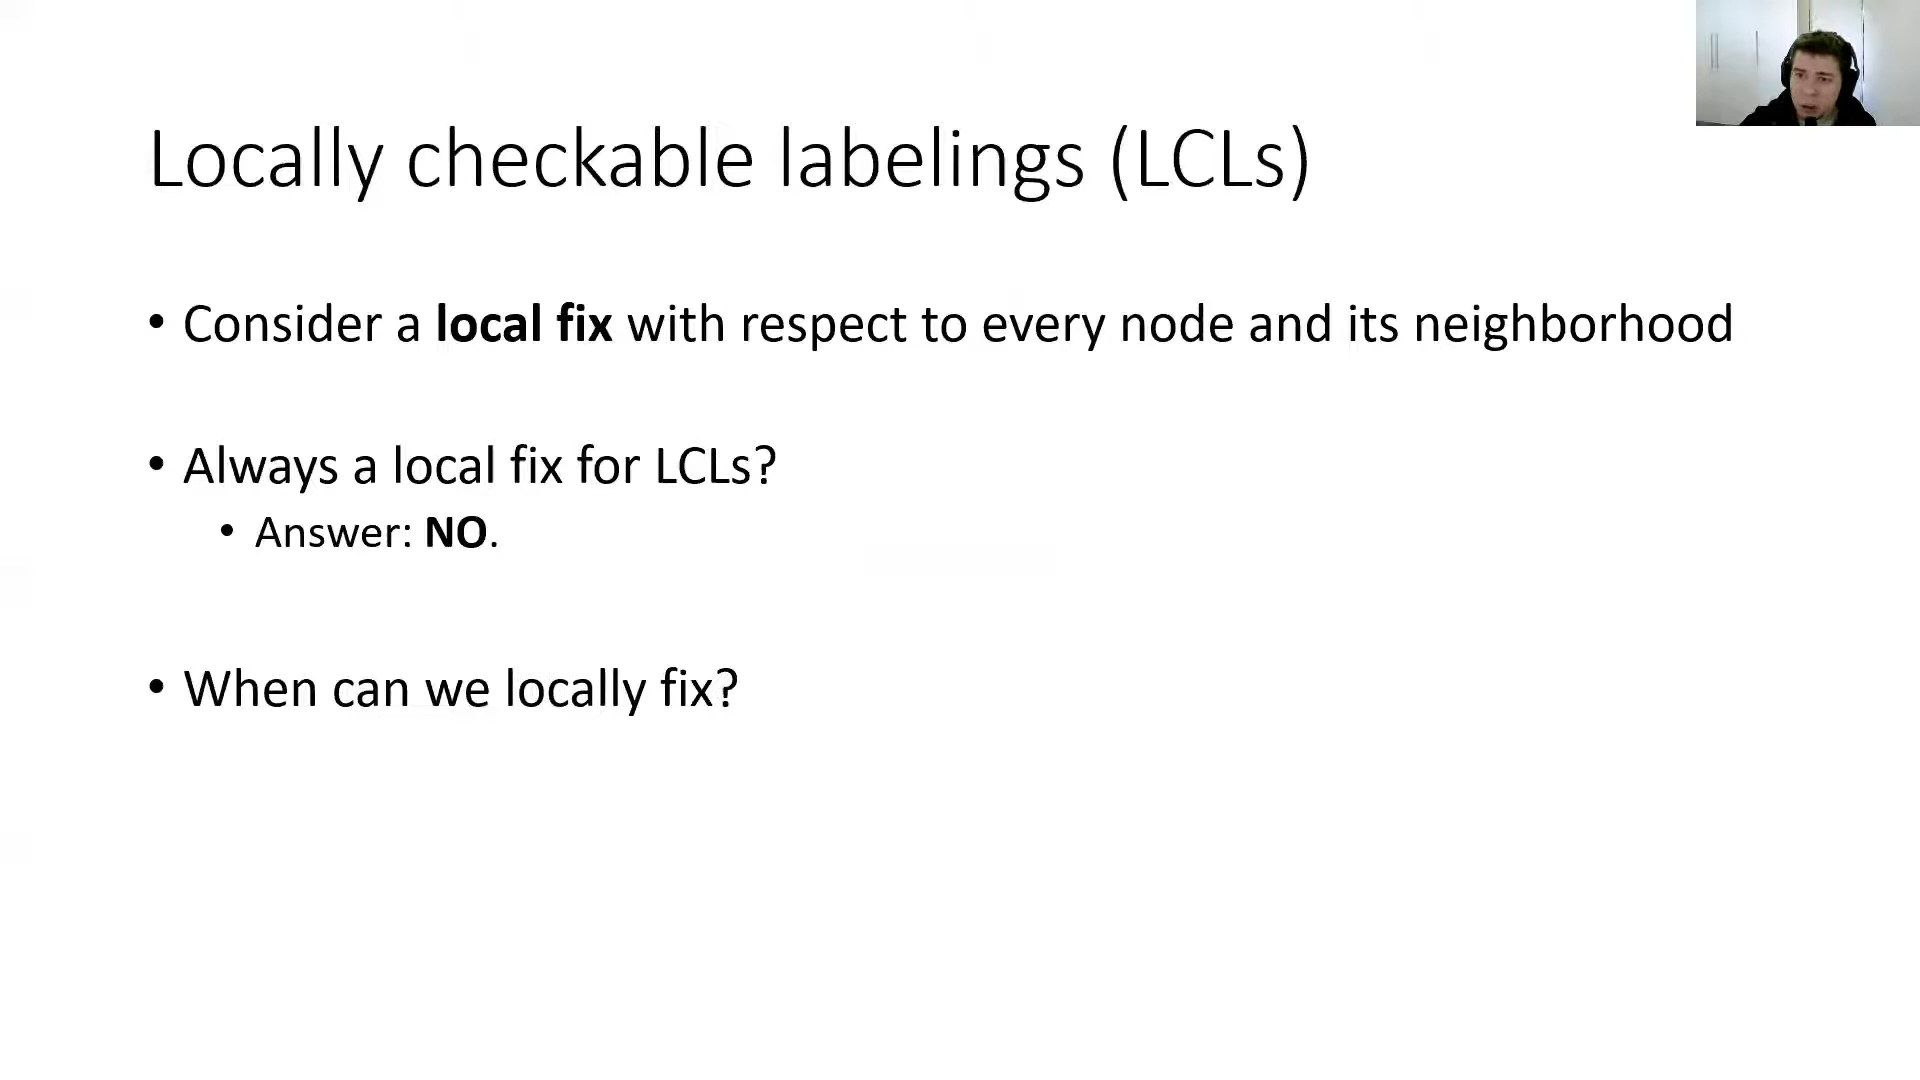 Locally checkable labelings (LCLs)
• Consider a local fix with respect to every node and its neighborhood
• Always a local fix for LCLs?
• Answer: NO.
• When can we locally fix?